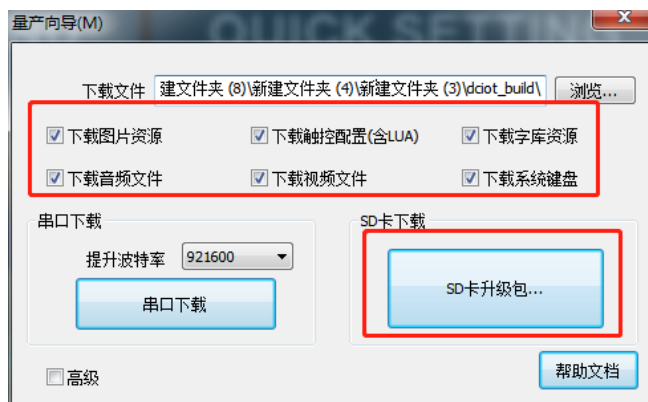 量产向导(M)
QUICK SETTING
下载文件 建文件夹 (8)\新建文件夹 (4)\新建文件夹 (3)\dciot_build\ 浏览...
下载图片资源 下载触控配置(含LUA) 下载字库资源
下载音频文件 下载视频文件 下载系统键盘
串口下载 SD卡下载
提升波特率 921600
SD卡升级包...
串口下载
高级 帮助文档